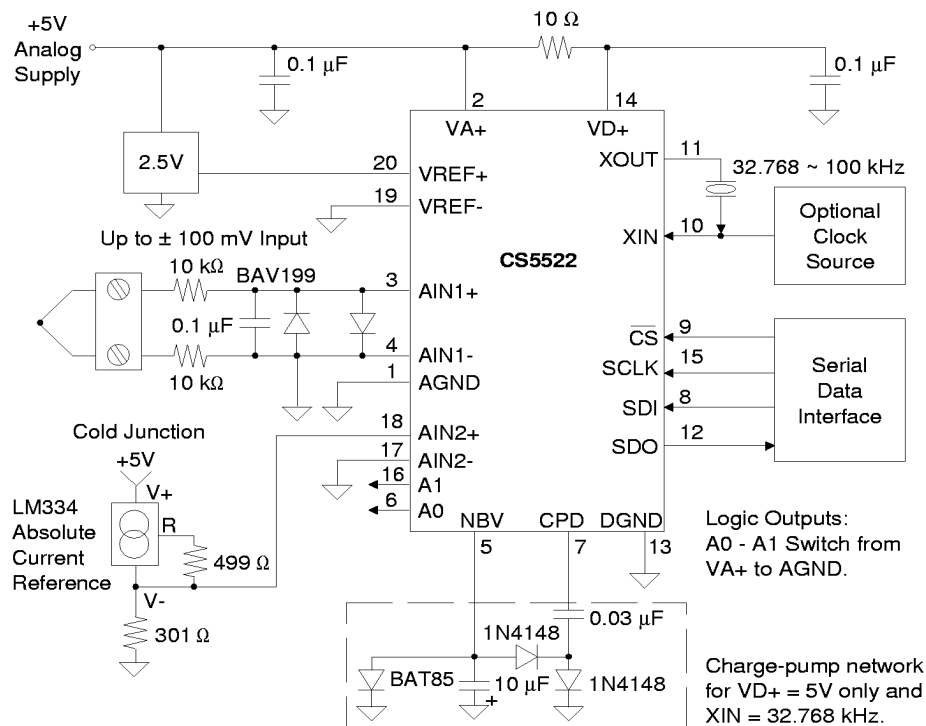 +5V
Analog
Supply
10 Ω
0.1 µF
0.1 µF
2
14
VA+
VD+
2.5V
20
VREF+
19
VREF-
XOUT
11
32.768 ~ 100 kHz
XIN
10
Optional
Clock
Source
CS5522
Up to ± 100 mV Input
10 kΩ
BAV199
3
AIN1+
0.1 µF
4
AIN1-
10 kΩ
1
AGND
CS
9
SCLK
15
SDI
8
SDO
12
Serial
Data
Interface
18
AIN2+
17
AIN2-
16
A1
6
A0
Cold Junction
+5V
V+
LM334
Absolute
Current
Reference
R
499 Ω
V-
301 Ω
NBV
CPD
DGND
5
7
13
Logic Outputs:
A0 - A1 Switch from
VA+ to AGND.
0.03 µF
1N4148
BAT85
10 µF
+
1N4148
Charge-pump network
for VD+ = 5V only and
XIN = 32.768 kHz.